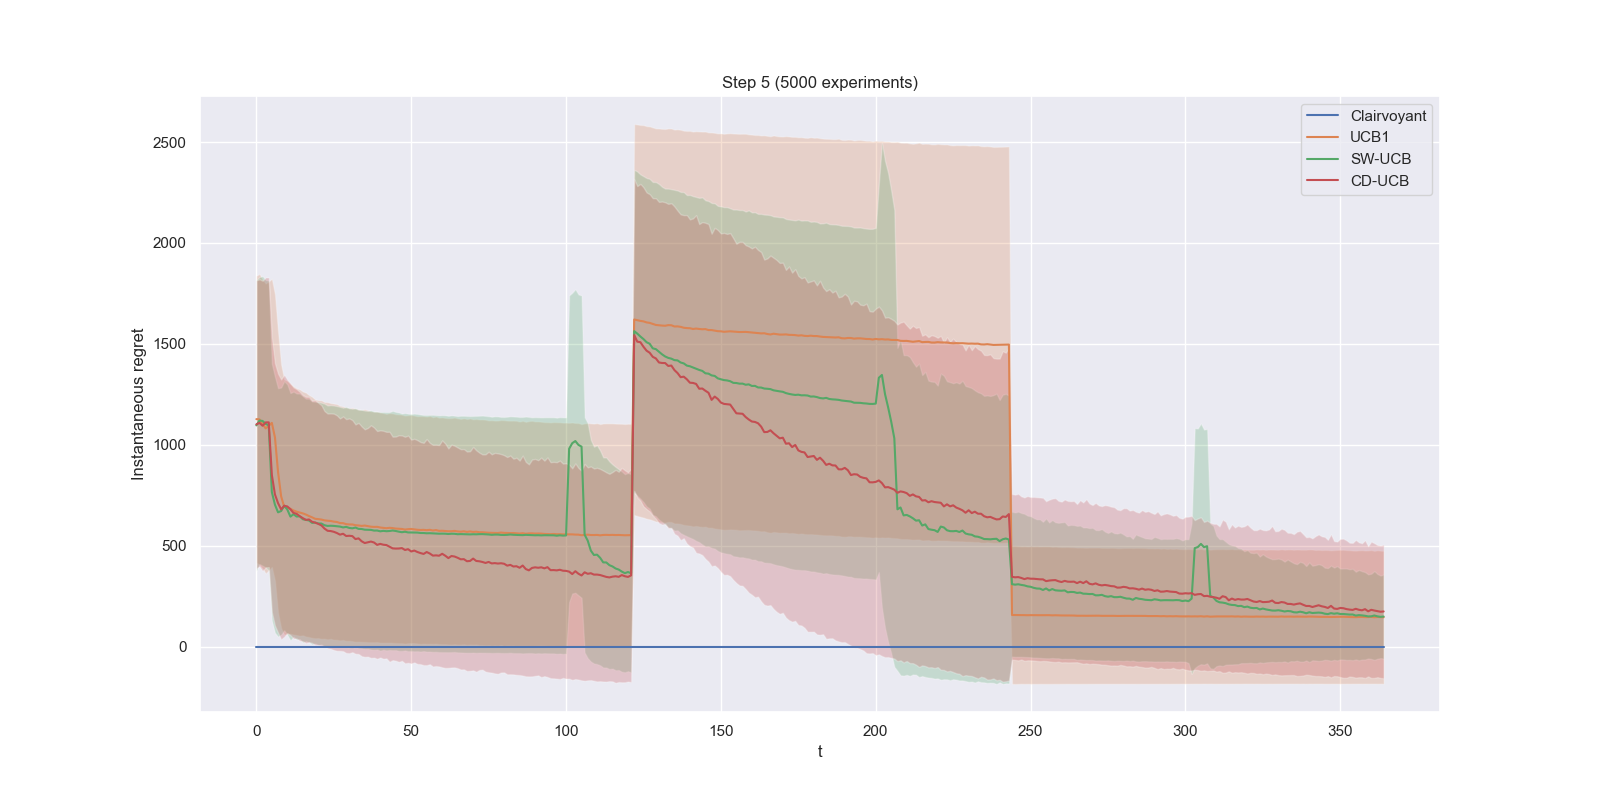 Step 5 (5000 experiments)
Clairvoyant
UCB1
SW-UCB
CD-UCB
Instantaneous regret
2500
2000
1500
1000
500
0
0 50 100 150 200 250 300 350
t